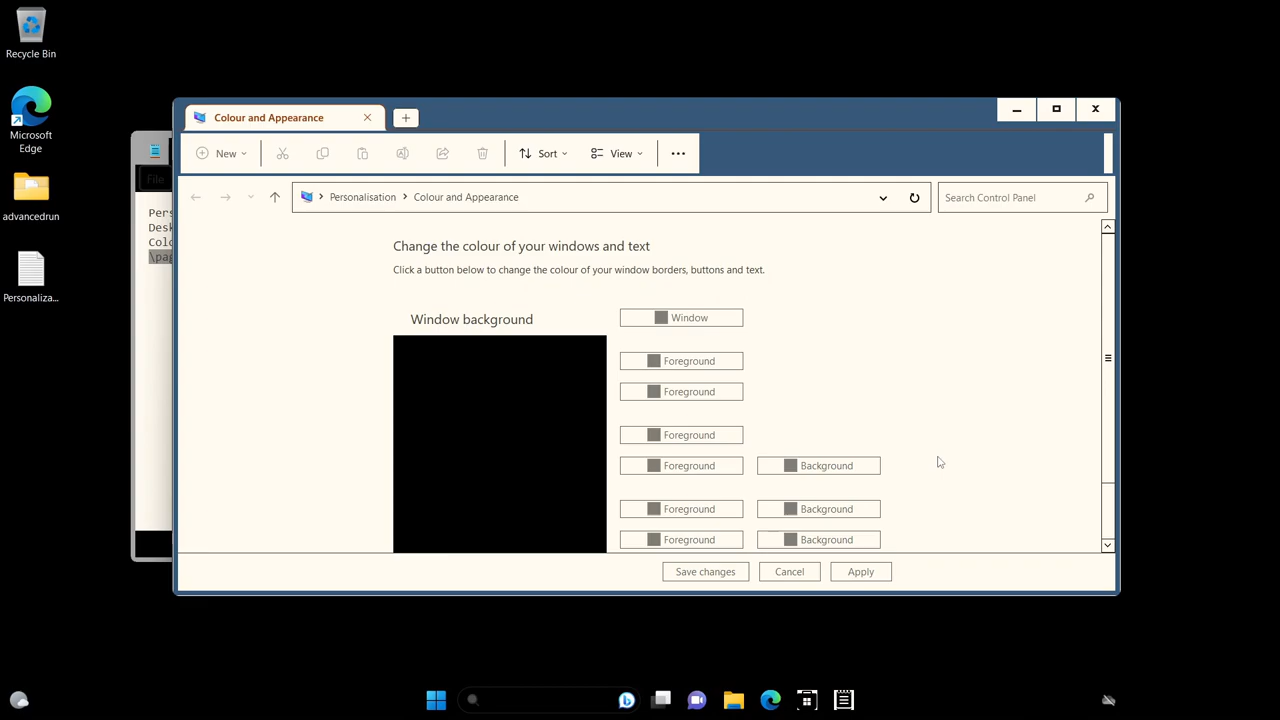 Recycle Bin
Microsoft
Edge
advancedrun
Personaliza...
File
Pers
Desk
Colo
\pag
Colour and Appearance
New
Sort
View
Personalisation
Colour and Appearance
Search Control Panel
Change the colour of your windows and text
Click a button below to change the colour of your window borders, buttons and text.
Window background
Window
Foreground
Foreground
Foreground
Foreground
Background
Foreground
Background
Foreground
Background
Save changes
Cancel
Apply